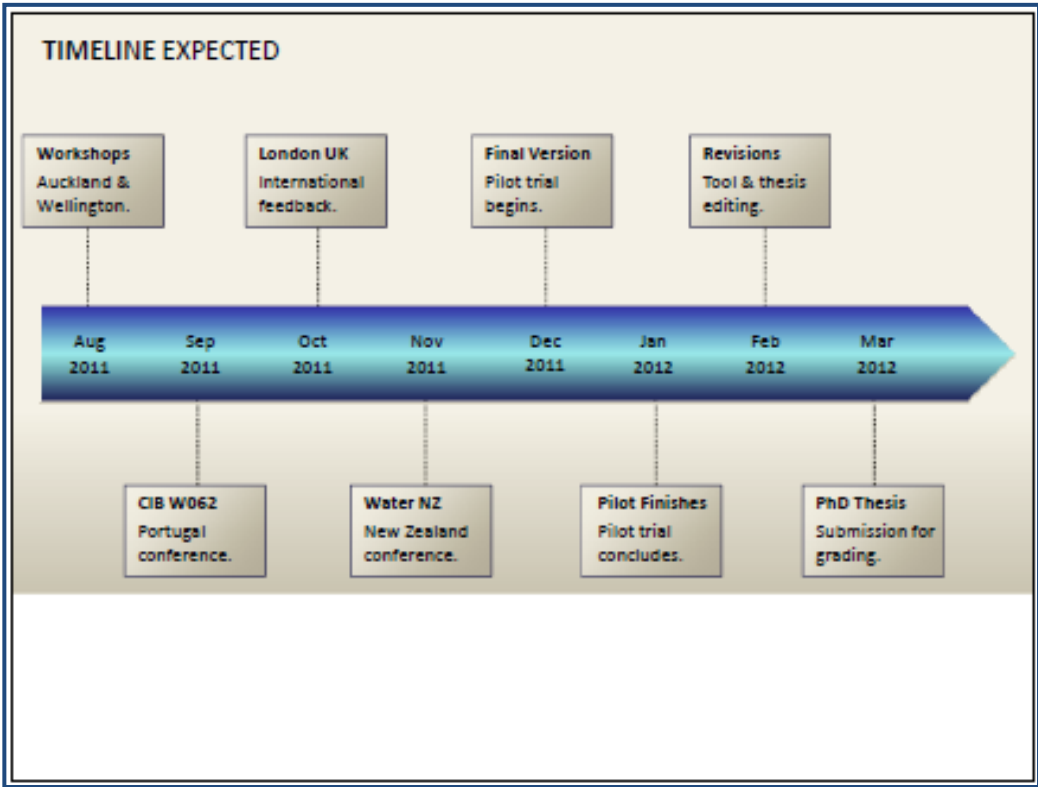 TIMELINE EXPECTED
Workshops
Auckland &
Wellington.
London UK
International
feedback.
Final Version
Pilot trial
begins.
Revisions
Tool & thesis
editing.
Aug
2011
Sep
2011
Oct
2011
Nov
2011
Dec
2011
Jan
2012
Feb
2012
Mar
2012
CIB W062
Portugal
conference.
Water NZ
New Zealand
conference.
Pilot Finishes
Pilot trial
concludes.
PhD Thesis
Submission for
grading.